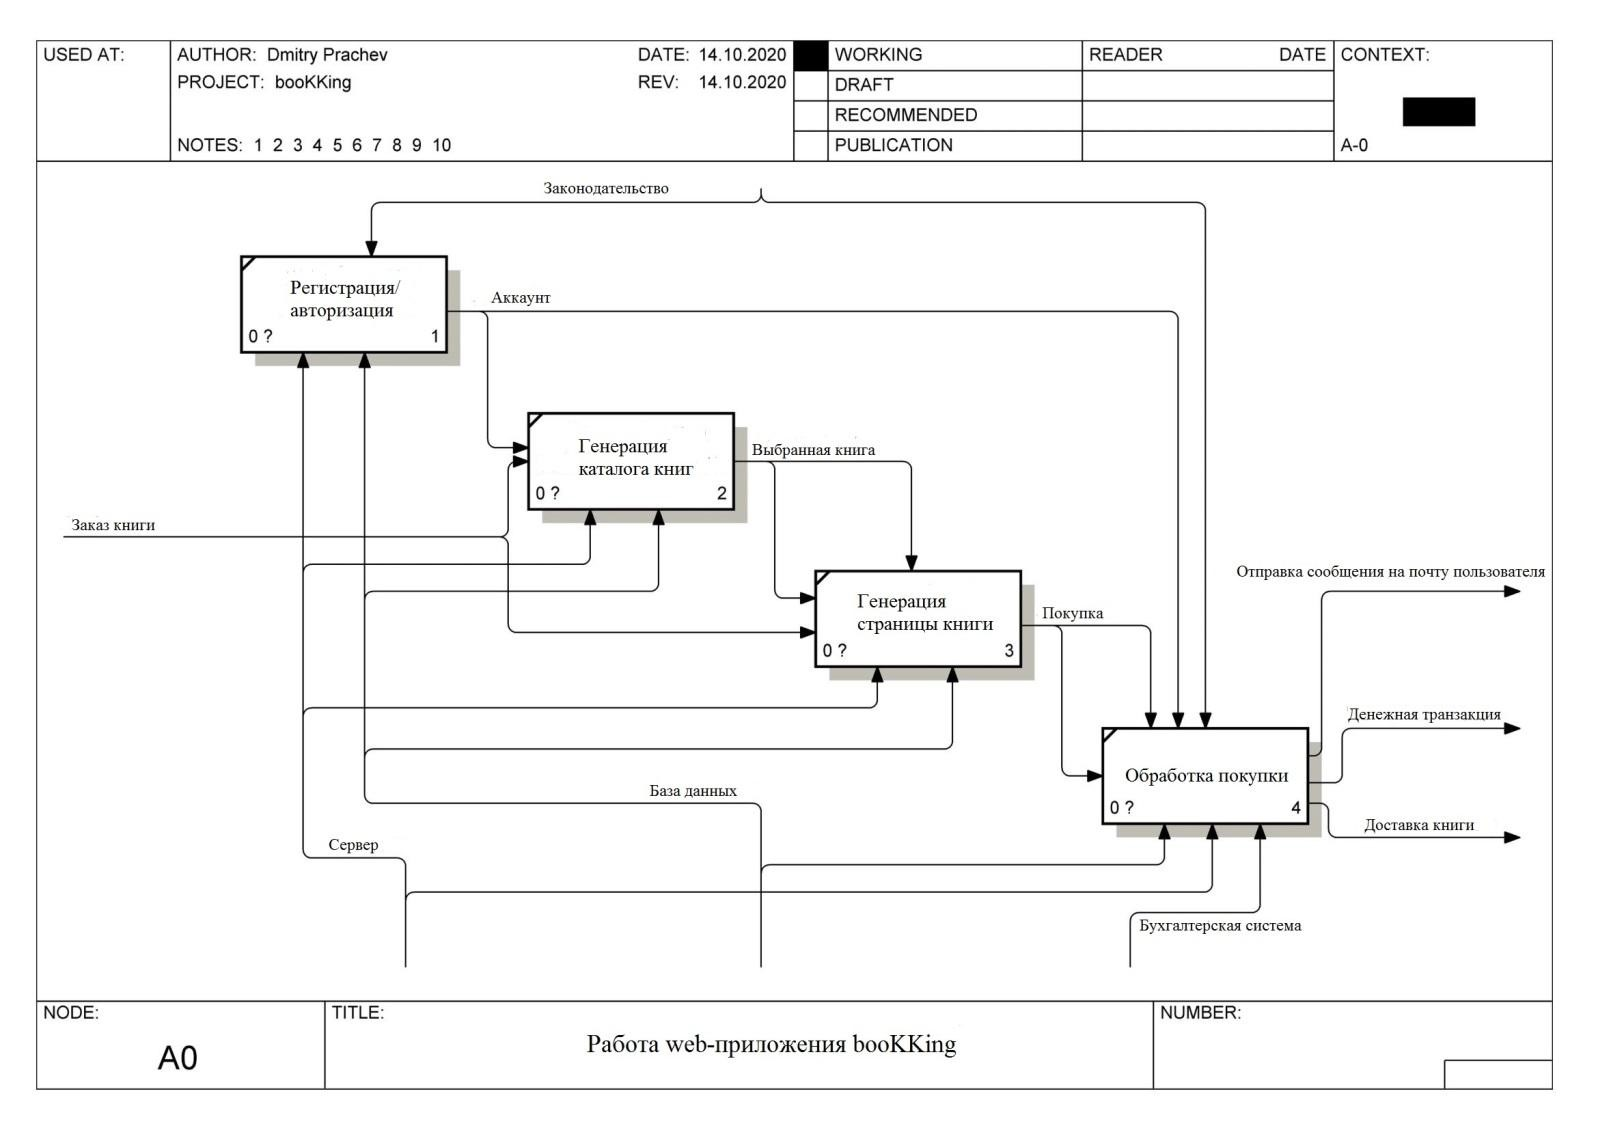 USED AT:
AUTHOR: Dmitry Prachev
DATE: 14.10.2020
PROJECT: booKKing
REV: 14.10.2020
NOTES: 1 2 3 4 5 6 7 8 9 10
WORKING
DRAFT
RECOMMENDED
PUBLICATION
READER DATE
CONTEXT:
A-0
Законодательство
Регистрация/
авторизация
0 ? 1
Аккаунт
Генерация
каталога книг
0 ? 2
Выбранная книга
Заказ книги
Генерация
страницы книги
0 ? 3
Покупка
Отправка сообщения на почту пользователя
Денежная транзакция
Обработка покупки
0 ? 4
Доставка книги
База данных
Сервер
Бухгалтерская система
NODE:
A0
TITLE:
Работа web-приложения booKKing
NUMBER: